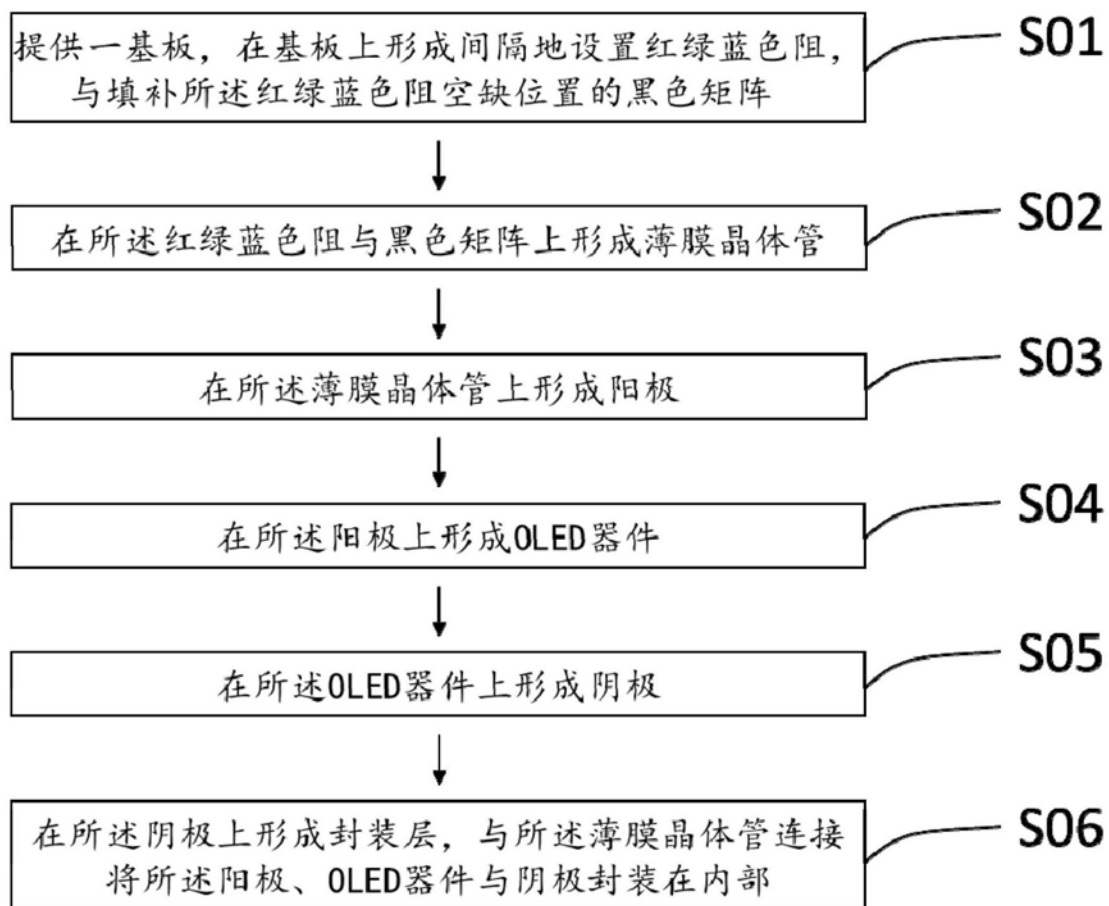 提供一基板，在基板上形成间隔地设置红绿蓝色阻，
与填补所述红绿蓝色阻空缺位置的黑色矩阵
S01
在所述红绿蓝色阻与黑色矩阵上形成薄膜晶体管
S02
在所述薄膜晶体管上形成阳极
S03
在所述阳极上形成OLED器件
S04
在所述OLED器件上形成阴极
S05
在所述阴极上形成封装层，与所述薄膜晶体管连接
将所述阳极、OLED器件与阴极封装在内部
S06